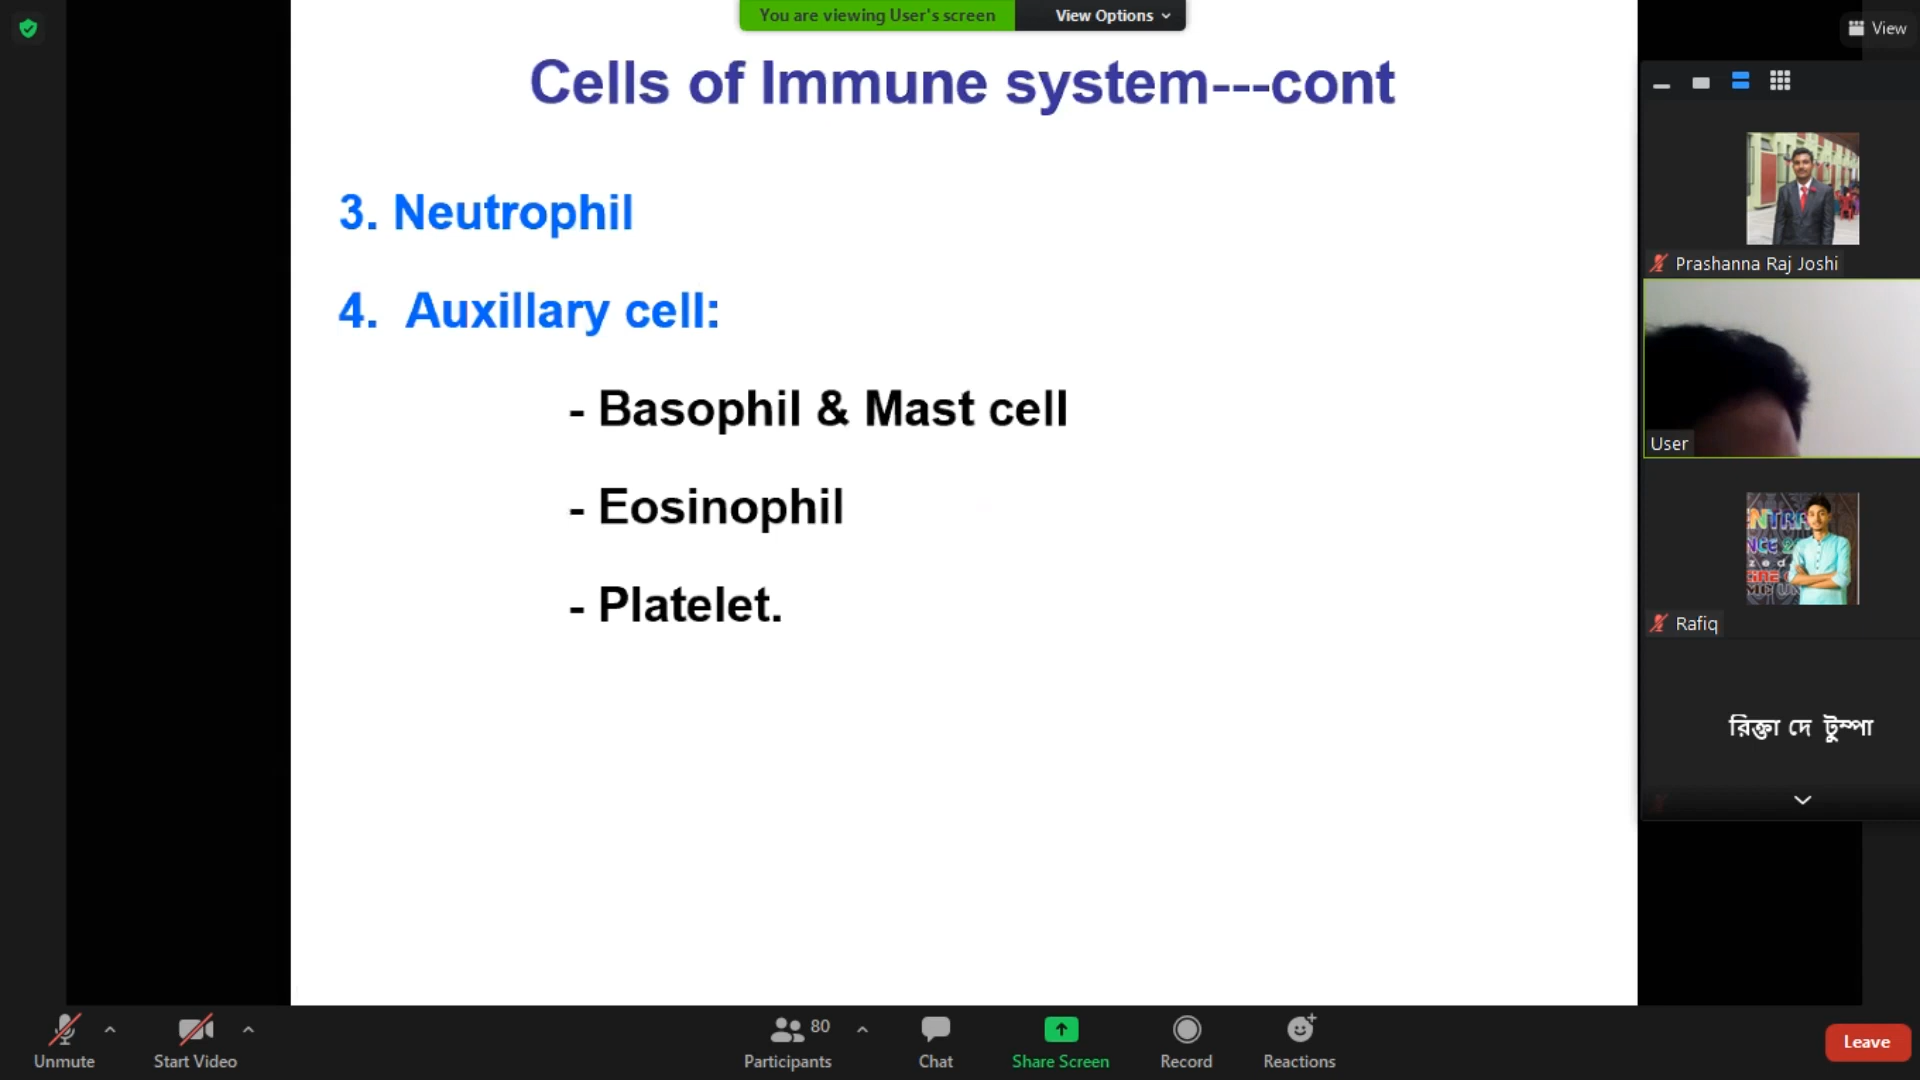 You are viewing User's screen
View Options
View
Cells of Immune system---cont
3. Neutrophil
4. Auxillary cell:
- Basophil & Mast cell
- Eosinophil
- Platelet.
Prashanna Raj Joshi
User
Rafiq
রিক্তা দে টুম্পা
Unmute
Start Video
80
Participants
Chat
Share Screen
Record
Reactions
Leave